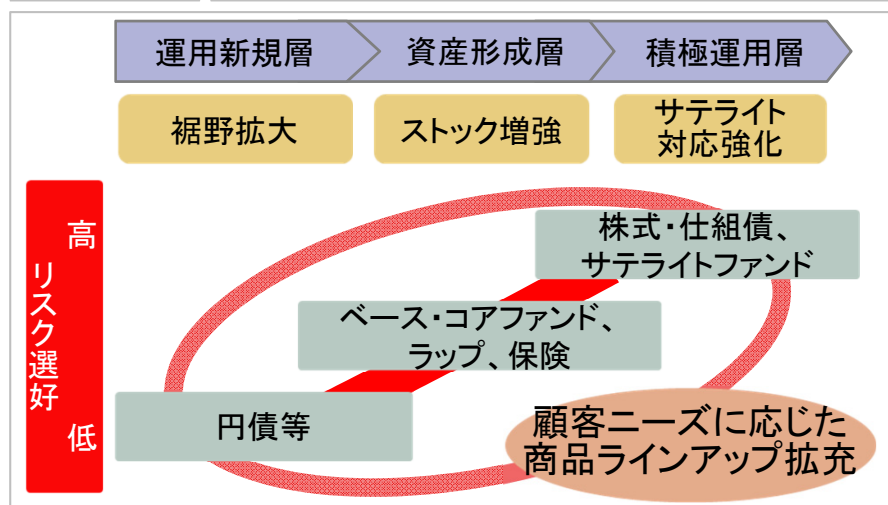 運用新規層
資産形成層
積極運用層
裾野拡大
ストック増強
サテライト
対応強化
リスク選好
高
低
株式・仕組債、
サテライトファンド
ベース・コアファンド、
ラップ、保険
円債等
顧客ニーズに応じた
商品ラインアップ拡充